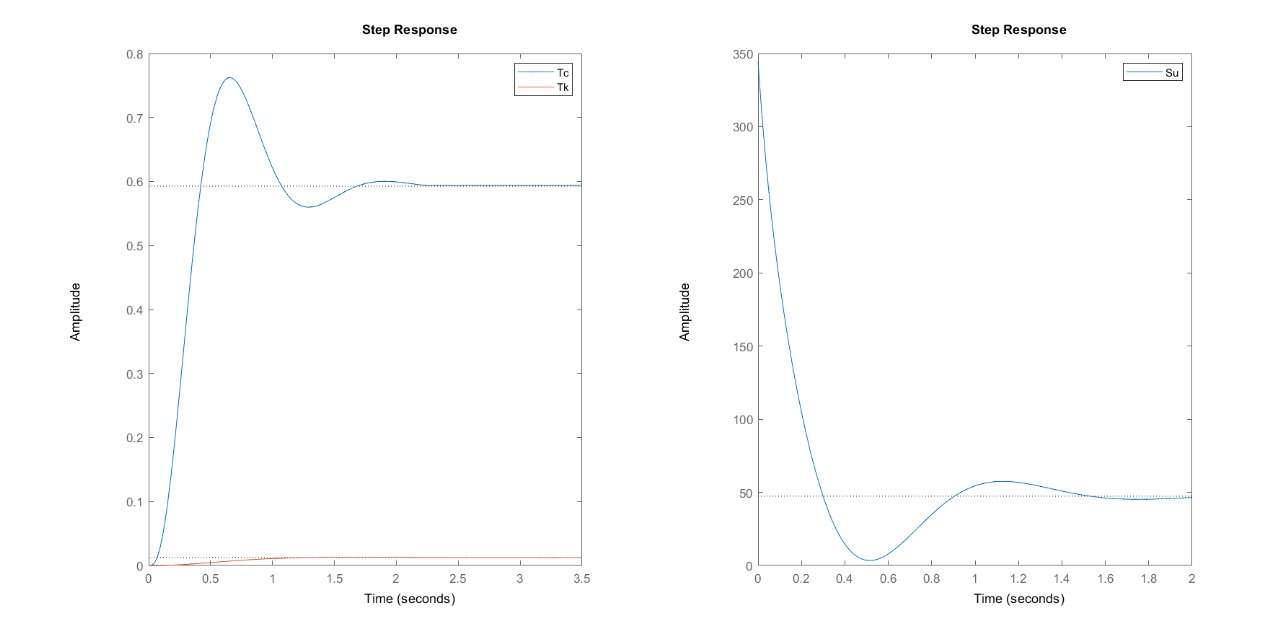 Step Response
Tc
Tk
0.8
0.7
0.6
0.5
0.4
0.3
0.2
0.1
0
Amplitude
0 0.5 1 1.5 2 2.5 3 3.5
Time (seconds)
Step Response
Su
350
300
250
200
150
100
50
0
Amplitude
0 0.2 0.4 0.6 0.8 1 1.2 1.4 1.6 1.8 2
Time (seconds)